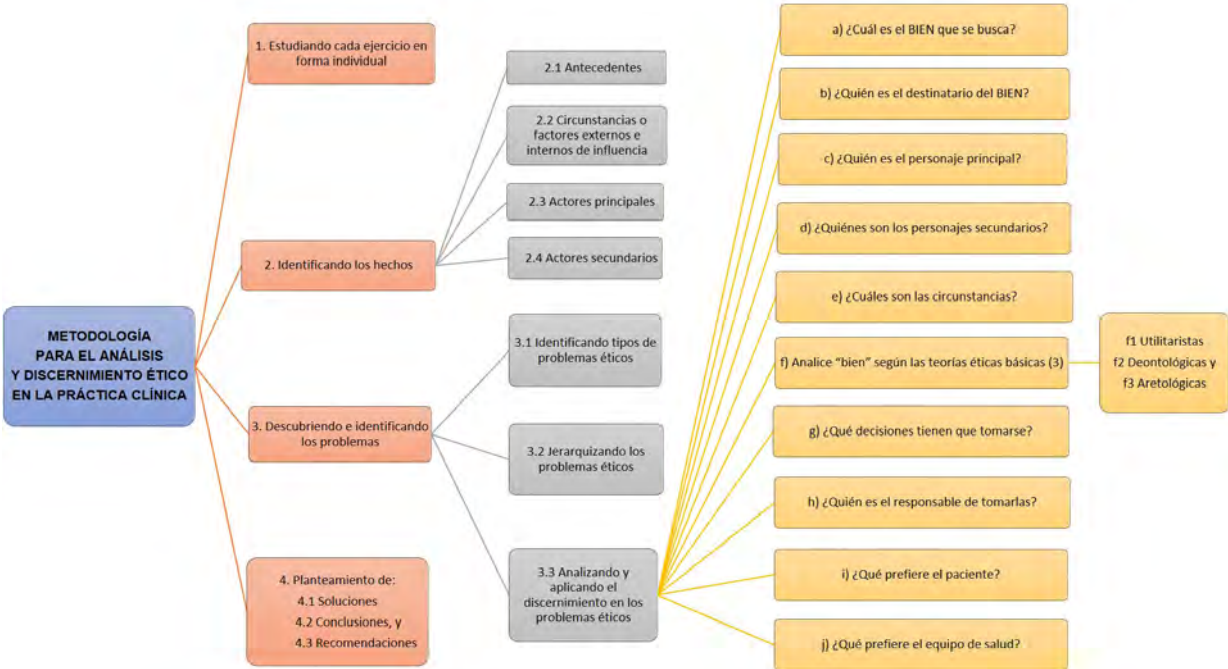 METODOLOGÍA
PARA EL ANÁLISIS
Y DISCERNIMIENTO ÉTICO
EN LA PRÁCTICA CLÍNICA
1. Estudiando cada ejercicio en
forma individual
2. Identificando los hechos
2.1 Antecedentes
2.2 Circunstancias o
factores externos e
internos de influencia
2.3 Actores principales
2.4 Actores secundarios
3. Descubriendo e identificando
los problemas
3.1 Identificando tipos de
problemas éticos
3.2 Jerarquizando los
problemas éticos
3.3 Analizando y
aplicando el
discernimiento en los
problemas éticos
a) ¿Cuál es el BIEN que se busca?
b) ¿Quién es el destinatario del BIEN?
c) ¿Quién es el personaje principal?
d) ¿Quiénes son los personajes secundarios?
e) ¿Cuáles son las circunstancias?
f) Analice “bien” según las teorías éticas básicas (3)
f1 Utilitaristas
f2 Deontológicas y
f3 Aretológicas
g) ¿Qué decisiones tienen que tomarse?
h) ¿Quién es el responsable de tomarlas?
i) ¿Qué prefiere el paciente?
j) ¿Qué prefiere el equipo de salud?
4. Planteamiento de:
4.1 Soluciones
4.2 Conclusiones, y
4.3 Recomendaciones